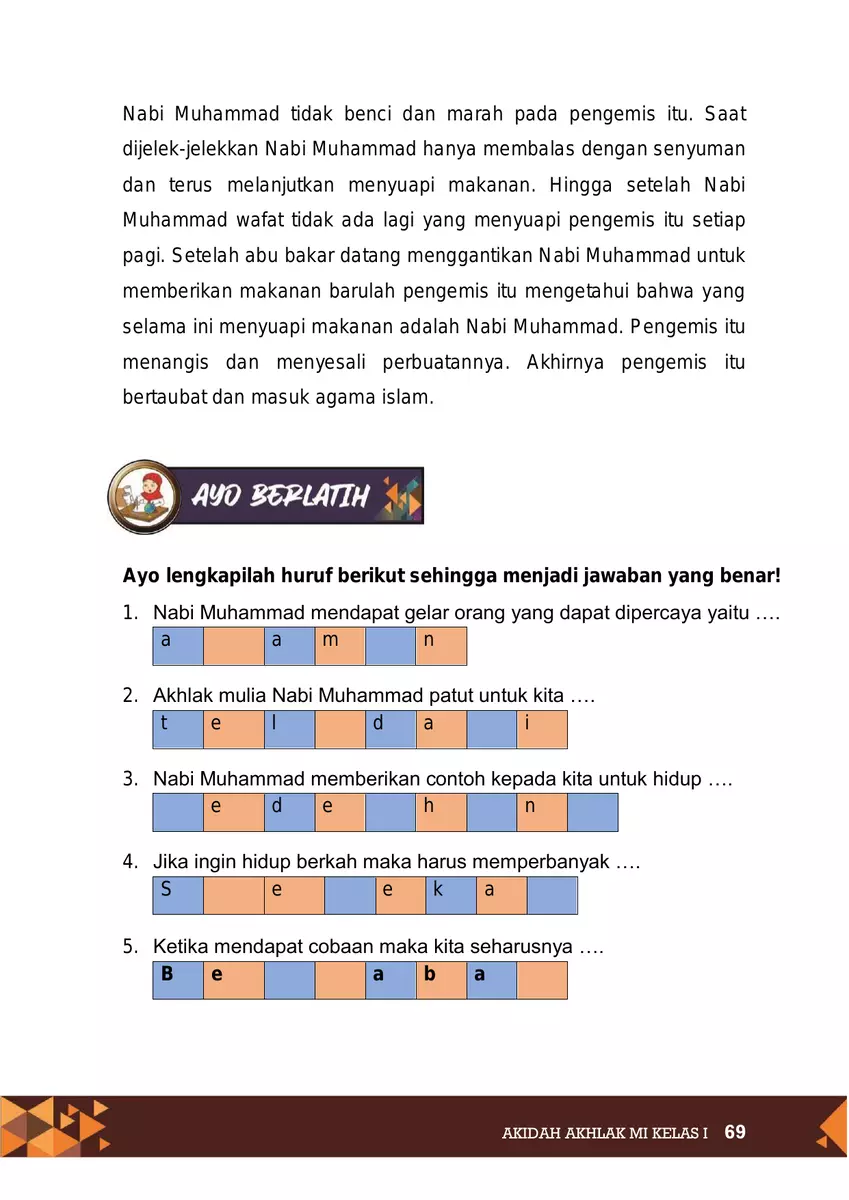 Nabi Muhammad tidak benci dan marah pada pengemis itu. Saat
dijelek-jelekkan Nabi Muhammad hanya membalas dengan senyuman
dan terus melanjutkan menyuapi makanan. Hingga setelah Nabi
Muhammad wafat tidak ada lagi yang menyuapi pengemis itu setiap
pagi. Setelah abu bakar datang menggantikan Nabi Muhammad untuk
memberikan makanan barulah pengemis itu mengetahui bahwa yang
selama ini menyuapi makanan adalah Nabi Muhammad. Pengemis itu
menangis dan menyesali perbuatannya. Akhirnya pengemis itu
bertaubat dan masuk agama islam.
AYO BERLATIH
Ayo lengkapilah huruf berikut sehingga menjadi jawaban yang benar!
1. Nabi Muhammad mendapat gelar orang yang dapat dipercaya yaitu ….
a a m n
2. Akhlak mulia Nabi Muhammad patut untuk kita ….
t e l d a i
3. Nabi Muhammad memberikan contoh kepada kita untuk hidup ….
e d e h n
4. Jika ingin hidup berkah maka harus memperbanyak ….
S e e k a
5. Ketika mendapat cobaan maka kita seharusnya ….
B e a b a
AKIDAH AKHLAK MI KELAS I 69